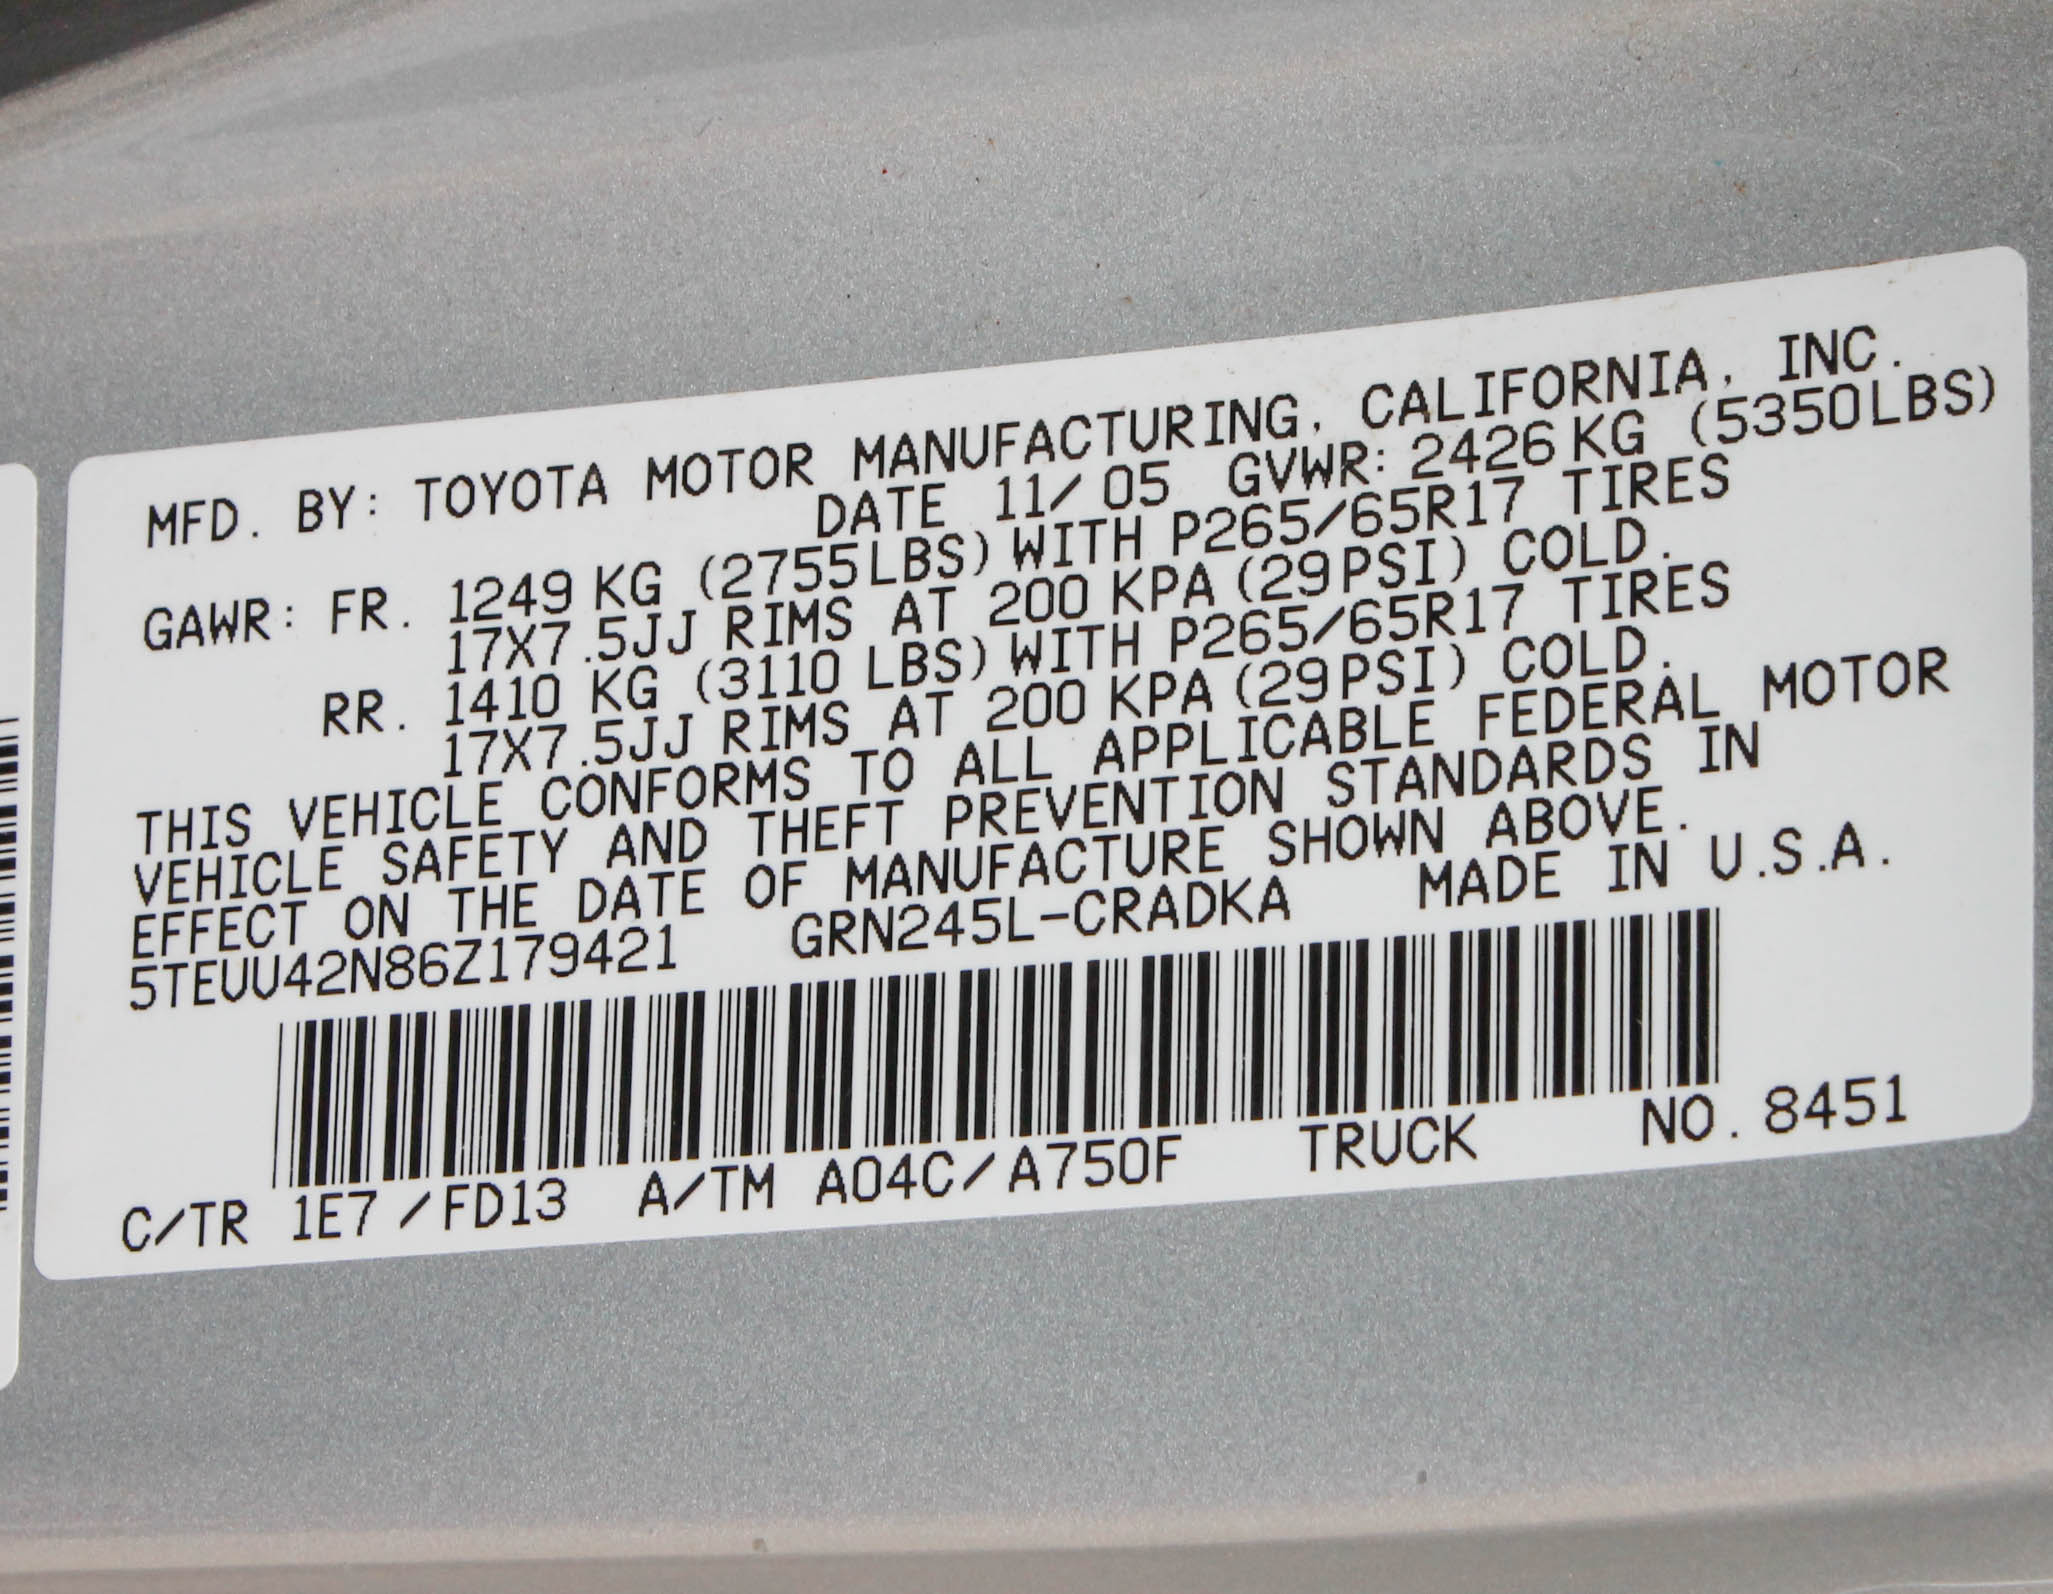 MFD. BY: TOYOTA MOTOR MANUFACTURING, CALIFORNIA, INC.
DATE 11/05 GVWR: 2426 KG (5350LBS)
GAWR: FR. 1249 KG (2755LBS) WITH P265/65R17 TIRES
17X7.5JJ RIMS AT 200 KPA (29PSI) COLD.
RR. 1410 KG (3110 LBS) WITH P265/65R17 TIRES
17X7.5JJ RIMS AT 200 KPA (29PSI) COLD.
THIS VEHICLE CONFORMS TO ALL APPLICABLE FEDERAL MOTOR
VEHICLE SAFETY AND THEFT PREVENTION STANDARDS IN
EFFECT ON THE DATE OF MANUFACTURE SHOWN ABOVE.
5TEUU42N86Z179421 GRN245L-CRADKA MADE IN U.S.A.
C/TR 1E7/FD13 A/TM A04C/A750F TRUCK NO. 8451